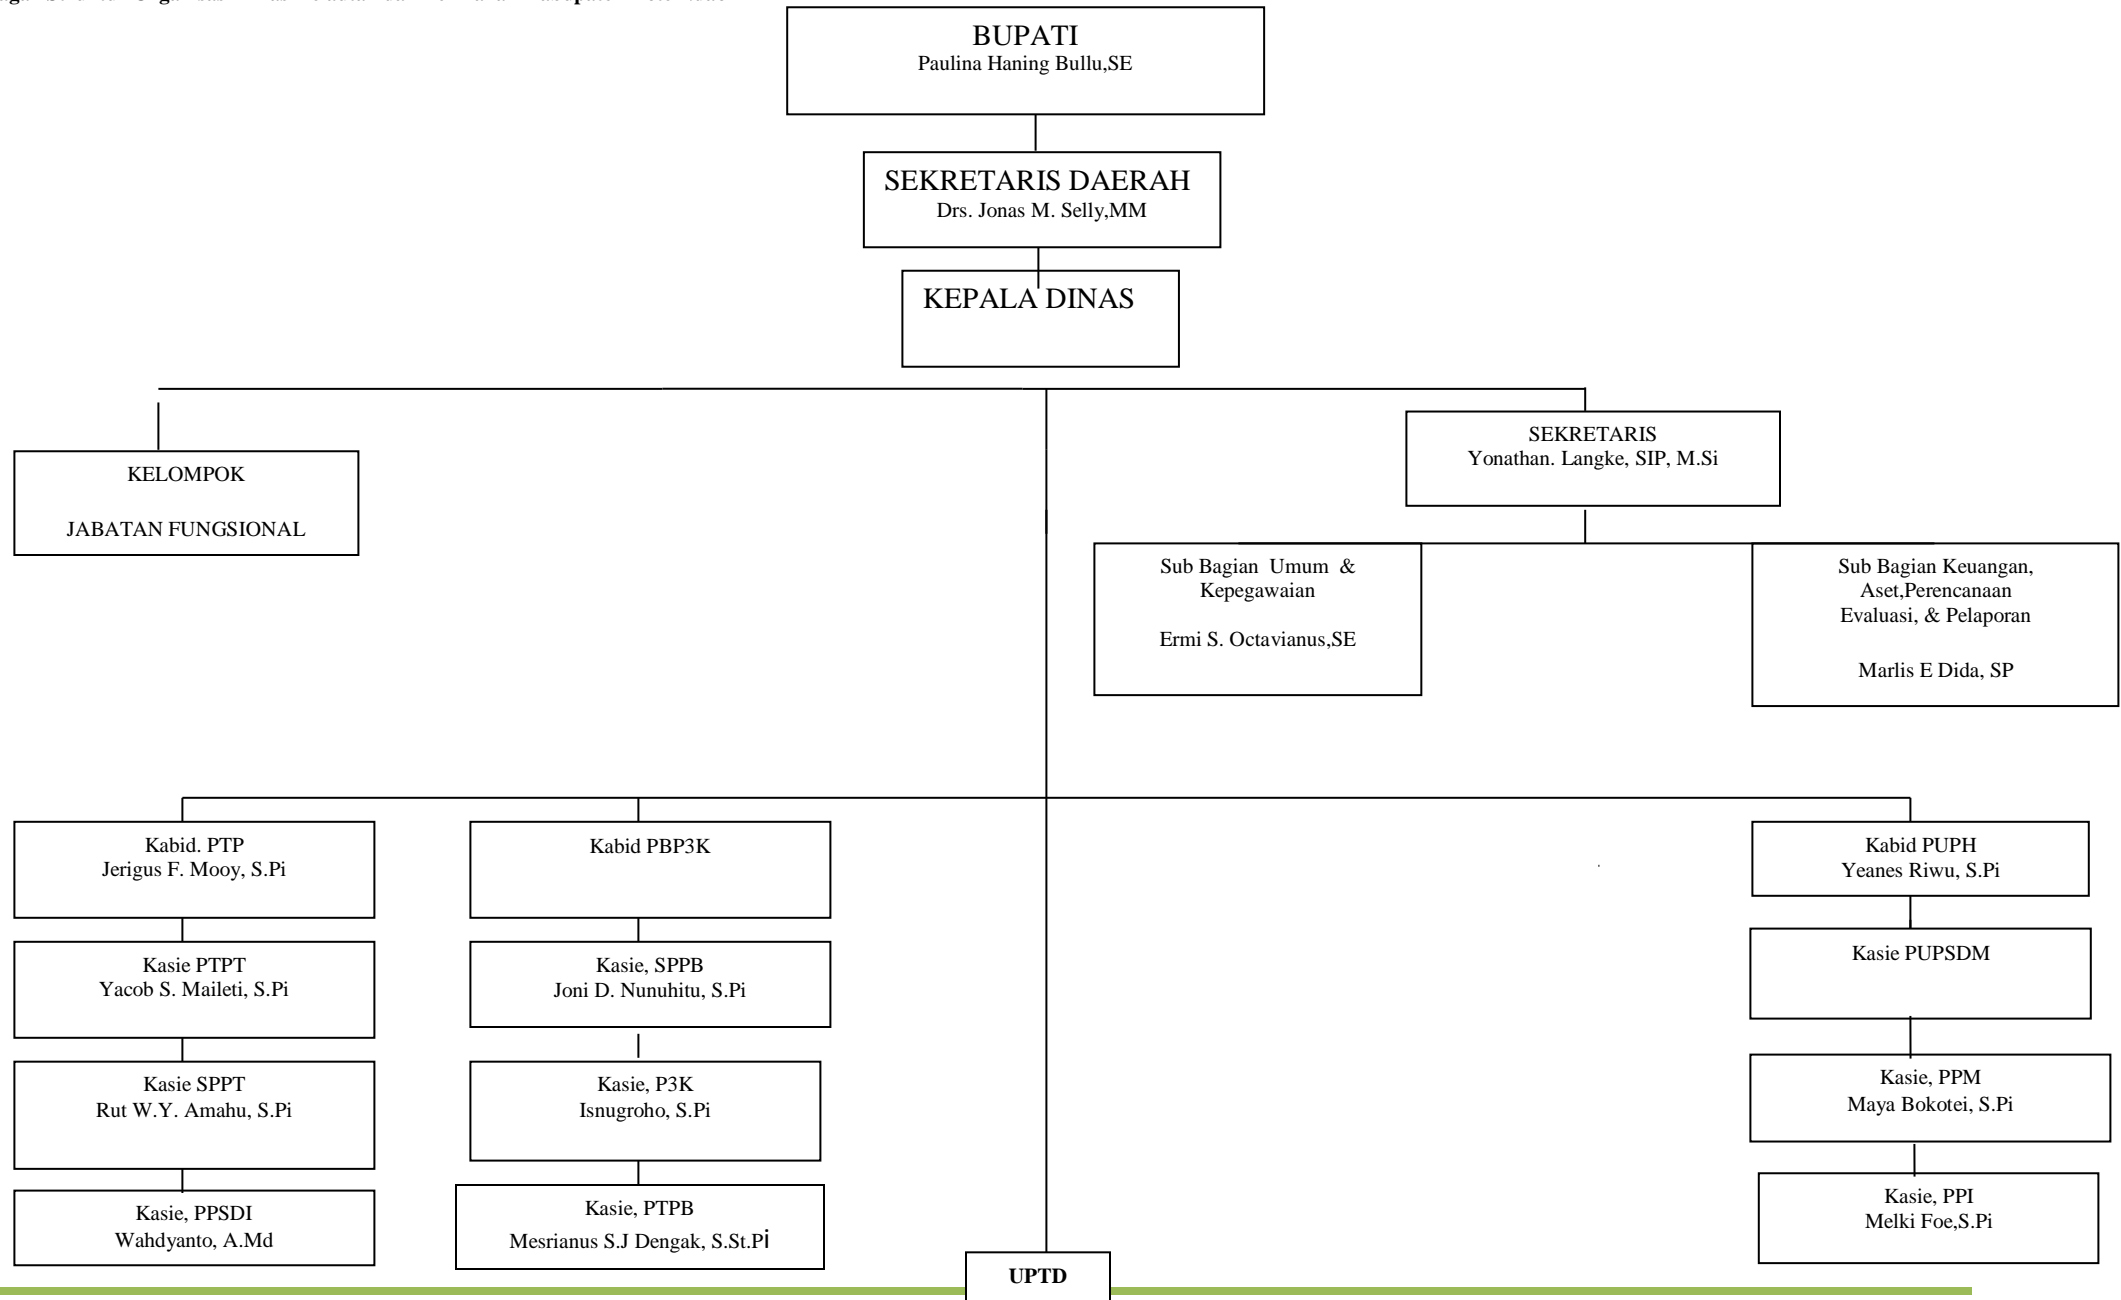 BUPATI
Paulina Haning Bullu,SE
SEKRETARIS DAERAH
Drs. Jonas M. Selly,MM
KEPALA DINAS
SEKRETARIS
Yonathan. Langke, SIP, M.Si
KELOMPOK
JABATAN FUNGSIONAL
Sub Bagian Umum &
Kepegawaian
Ermi S. Octavianus,SE
Sub Bagian Keuangan,
Aset,Perencanaan
Evaluasi, & Pelaporan
Marlis E Dida, SP
Kabid. PTP
Jerigus F. Mooy, S.Pi
Kabid PBP3K
Kabid PUPH
Yeanes Riwu, S.Pi
Kasie PTPT
Yacob S. Maileti, S.Pi
Kasie, SPPB
Joni D. Nunuhitu, S.Pi
Kasie PUPSDM
Kasie SPPT
Rut W.Y. Amahu, S.Pi
Kasie, P3K
Isnugroho, S.Pi
Kasie, PPM
Maya Bokotei, S.Pi
Kasie, PPSDI
Wahdyanto, A.Md
Kasie, PTPB
Mesrianus S.J Dengak, S.St.Pi
Kasie, PPI
Melki Foe,S.Pi
UPTD